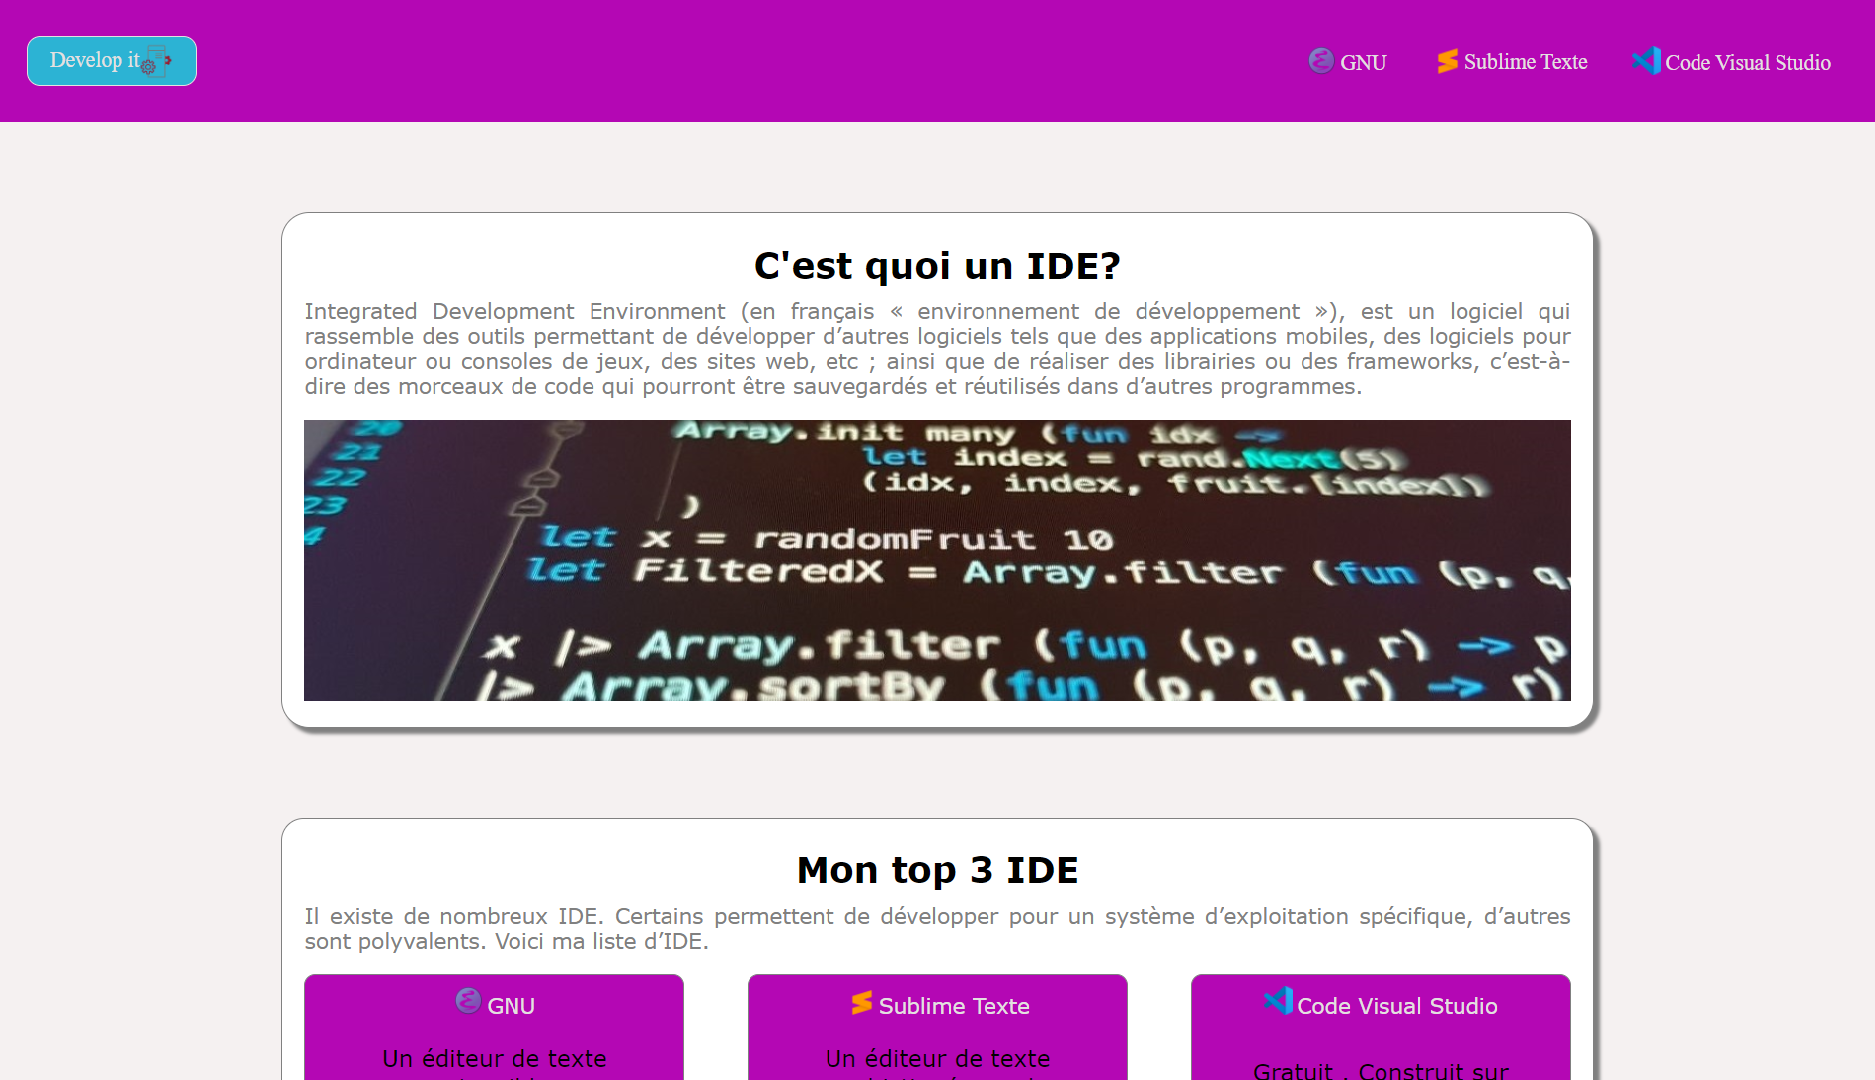 Develop it
GNU
Sublime Texte
Code Visual Studio
C'est quoi un IDE?
Integrated Development Environment (en français « environnement de développement »), est un logiciel qui
rassemble des outils permettant de développer d’autres logiciels tels que des applications mobiles, des logiciels pour
ordinateur ou consoles de jeux, des sites web, etc ; ainsi que de réaliser des librairies ou des frameworks, c’est-à-
dire des morceaux de code qui pourront être sauvegardés et réutilisés dans d’autres programmes.
20 Array.init many (fun idx ->
21 let index = rand.Next(5)
22 (idx, index, fruit.[index])
23 )
4 let x = randomFruit 10
let FilteredX = Array.filter (fun (p, q,
x |> Array.filter (fun (p, q, r) -> p
|> Array.sortBy (fun (p, q, r) -> r)
Mon top 3 IDE
Il existe de nombreux IDE. Certains permettent de développer pour un système d’exploitation spécifique, d’autres
sont polyvalents. Voici ma liste d’IDE.
GNU
Un éditeur de texte
Sublime Texte
Un éditeur de texte
Code Visual Studio
Gratuit . Construit sur